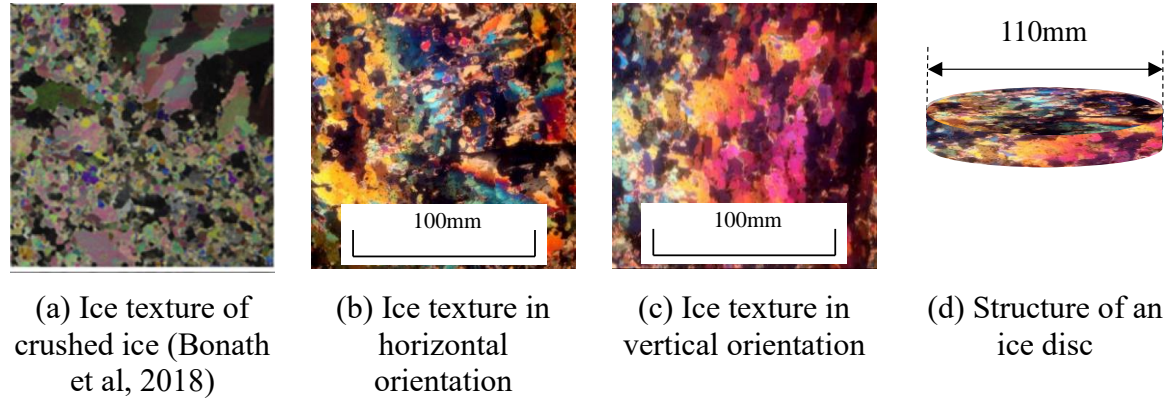 110mm
100mm
100mm
(a) Ice texture of
crushed ice (Bonath
et al, 2018)
(b) Ice texture in
horizontal
orientation
(c) Ice texture in
vertical orientation
(d) Structure of an
ice disc